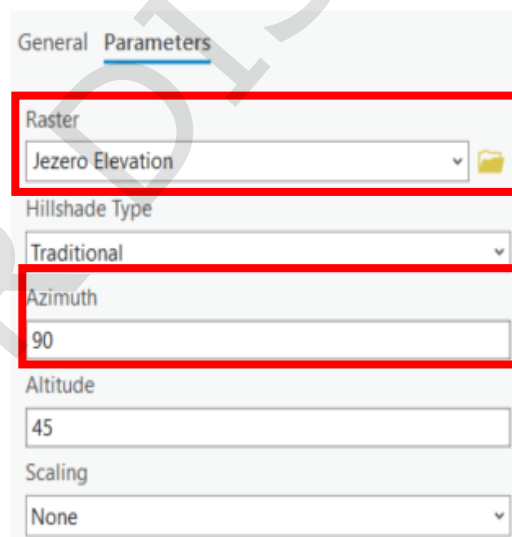 General Parameters
Raster
Jezero Elevation
Hillshade Type
Traditional
Azimuth
90
Altitude
45
Scaling
None